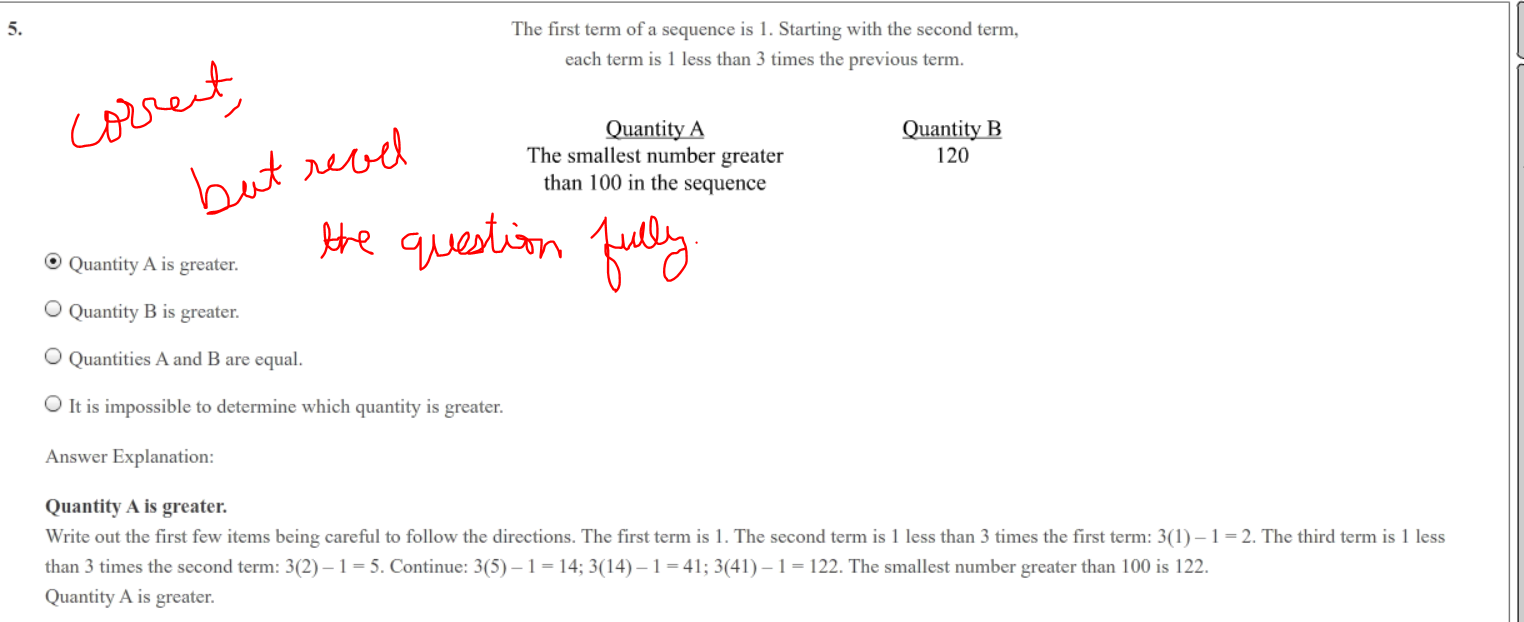 5.
The first term of a sequence is 1. Starting with the second term,
each term is 1 less than 3 times the previous term.
correct,
but read
the question fully.
Quantity A
Quantity B
The smallest number greater
than 100 in the sequence
120
Quantity A is greater.
Quantity B is greater.
Quantities A and B are equal.
It is impossible to determine which quantity is greater.
Answer Explanation:
Quantity A is greater.
Write out the first few items being careful to follow the directions. The first term is 1. The second term is 1 less than 3 times the first term: 3(1) – 1 = 2. The third term is 1 less
than 3 times the second term: 3(2) – 1 = 5. Continue: 3(5) – 1 = 14; 3(14) – 1 = 41; 3(41) – 1 = 122. The smallest number greater than 100 is 122.
Quantity A is greater.